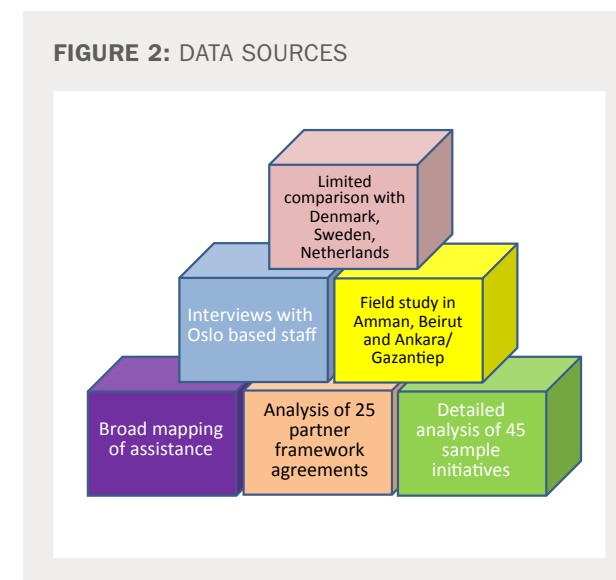 FIGURE 2: DATA SOURCES
Limited
comparison with
Denmark,
Sweden,
Netherlands
Interviews with
Oslo based staff
Field study in
Amman, Beirut
and Ankara/
Gazantiep
Broad mapping
of assistance
Analysis of 25
partner
framework
agreements
Detailed
analysis of 45
sample
initiatives